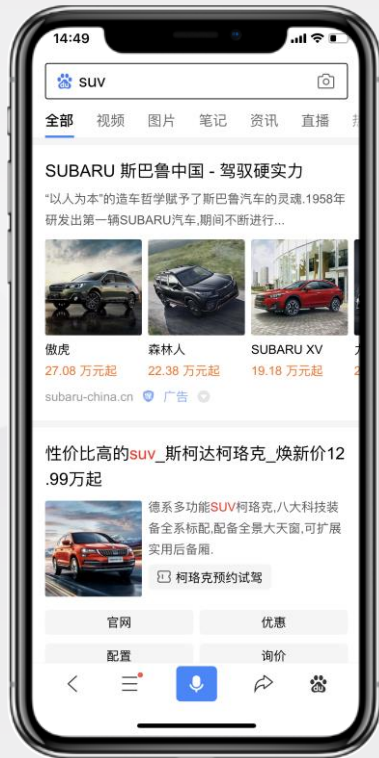 14:49
suv
全部 视频 图片 笔记 资讯 直播
SUBARU 斯巴鲁中国 - 驾驭硬实力
“以人为本”的造车哲学赋予了斯巴鲁汽车的灵魂.1958年
研发出第一辆SUBARU汽车,期间不断进行...
傲虎 森林人 SUBARU XV
27.08 万元起 22.38 万元起 19.18 万元起 2
subaru-china.cn 广告
性价比高的suv_斯柯达柯珞克_焕新价12
.99万起
德系多功能SUV柯珞克,八大科技装
备全系标配,配备全景大天窗,可扩展
实用后备厢.
柯珞克预约试驾
官网 优惠
配置 询价
du